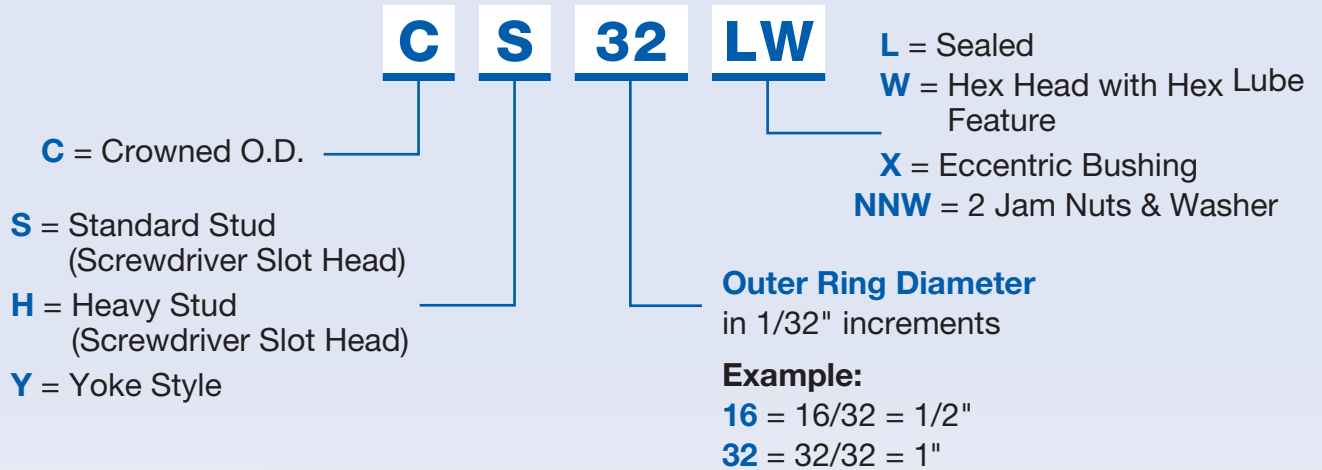 C S 32 LW
C = Crowned O.D.
S = Standard Stud
(Screwdriver Slot Head)
H = Heavy Stud
(Screwdriver Slot Head)
Y = Yoke Style
L = Sealed
W = Hex Head with Hex Lube
Feature
X = Eccentric Bushing
NNW = 2 Jam Nuts & Washer
Outer Ring Diameter
in 1/32" increments
Example:
16 = 16/32 = 1/2"
32 = 32/32 = 1"